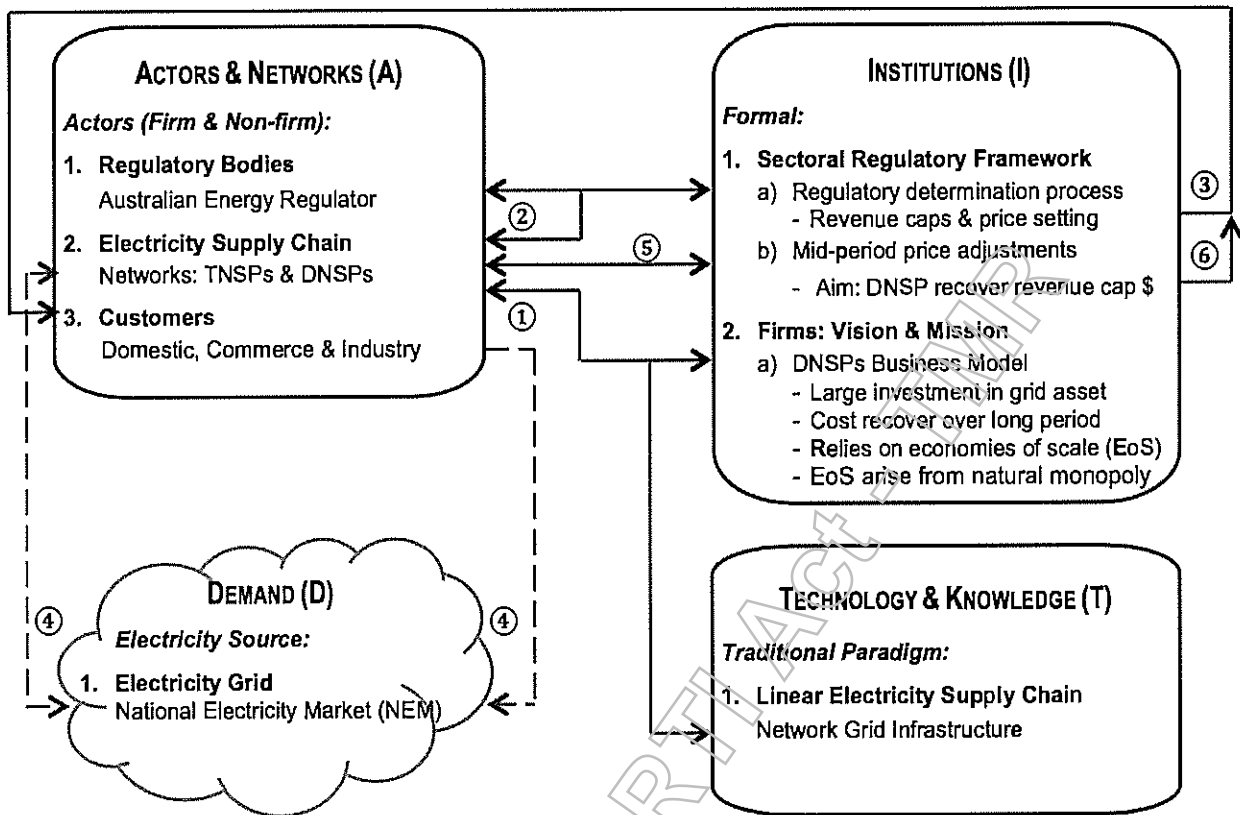 ACTORS & NETWORKS (A)
Actors (Firm & Non-firm):
1. Regulatory Bodies
Australian Energy Regulator
2. Electricity Supply Chain
Networks: TNSPs & DNSPs
3. Customers
Domestic, Commerce & Industry
②
⑤
①
INSTITUTIONS (I)
Formal:
1. Sectoral Regulatory Framework
a) Regulatory determination process
- Revenue caps & price setting
b) Mid-period price adjustments
- Aim: DNSP recover revenue cap $
2. Firms: Vision & Mission
a) DNSPs Business Model
- Large investment in grid asset
- Cost recover over long period
- Relies on economies of scale (EoS)
- EoS arise from natural monopoly
③
⑥
④
DEMAND (D)
Electricity Source:
1. Electricity Grid
National Electricity Market (NEM)
④
TECHNOLOGY & KNOWLEDGE (T)
Traditional Paradigm:
1. Linear Electricity Supply Chain
Network Grid Infrastructure
RTI Act - TMR